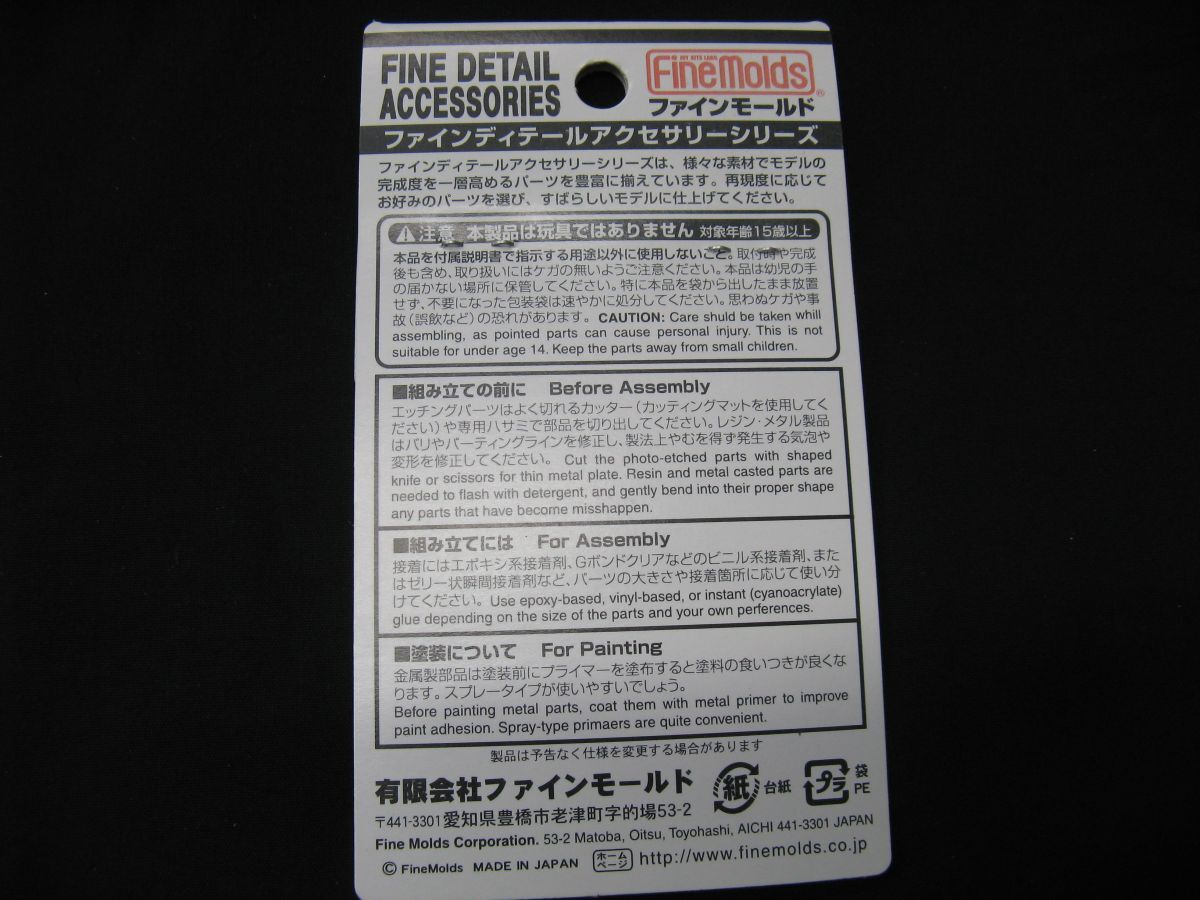 FINE DETAIL
ACCESSORIES
FineMolds®
ファインモールド
ファインディテールアクセサリーシリーズ
ファインディテールアクセサリーシリーズは、様々な素材でモデルの
完成度を一層高めるパーツを豊富に揃えています。再現度に応じて
お好みのパーツを選び、すばらしいモデルに仕上げてください。
注意 本製品は玩具ではありません 対象年齢15歳以上
本品を付属説明書で指示する用途以外に使用しないこと。取付時や完成
後も含め、取り扱いにはケガの無いようご注意ください。本品は幼児の手
の届かない場所に保管してください。特に本品を袋から出したまま放置
せず、不要になった包装袋は速やかに処分してください。思わぬケガや事
故(誤飲など)の恐れがあります。 CAUTION: Care shuld be taken whill
assembling, as pointed parts can cause personal injury. This is not
suitable for under age 14. Keep the parts away from small children.
■組み立ての前に Before Assembly
エッチングパーツはよく切れるカッター(カッティングマットを使用してく
ださい)や専用ハサミで部品を切り出してください。レジン・メタル製品
はバリやパーティングラインを修正し、製法上やむを得ず発生する気泡や
変形を修正してください。 Cut the photo-etched parts with shaped
knife or scissors for thin metal plate. Resin and metal casted parts are
needed to flash with detergent, and gently bend into their proper shape
any parts that have become misshappen.
■組み立てには For Assembly
接着にはエポキシ系接着剤、Gボンドクリアなどのビニル系接着剤、また
はゼリー状瞬間接着剤など、パーツの大きさや接着箇所に応じて使い分
けてください。 Use epoxy-based, vinyl-based, or instant (cyanoacrylate)
glue depending on the size of the parts and your own perferences.
■塗装について For Painting
金属製部品は塗装前にプライマーを塗布すると塗料の食いつきが良くな
ります。スプレータイプが使いやすいでしょう。
Before painting metal parts, coat them with metal primer to improve
paint adhesion. Spray-type primaers are quite convenient.
製品は予告なく仕様を変更する場合があります
有限会社ファインモールド
紙 台紙 プラ 袋 PE
〒441-3301愛知県豊橋市老津町字的場53-2
Fine Molds Corporation. 53-2 Matoba, Oitsu, Toyohashi, AICHI 441-3301 JAPAN
© FineMolds MADE IN JAPAN ホームページ http://www.finemolds.co.jp